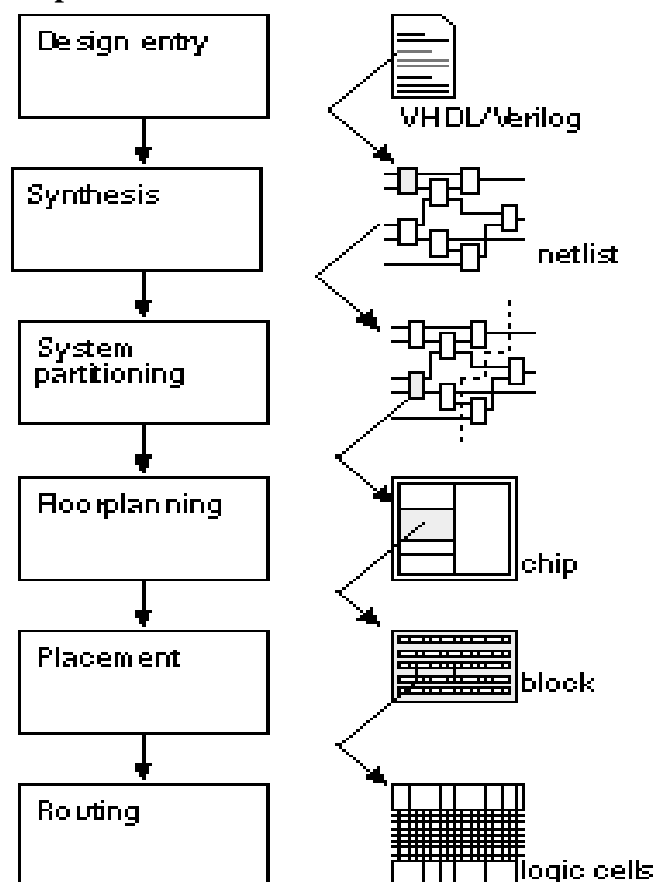 Design entry
VHDL/Verilog
Synthesis
netlist
System
partitioning
Floorplanning
chip
Placement
block
Routing
logic cells